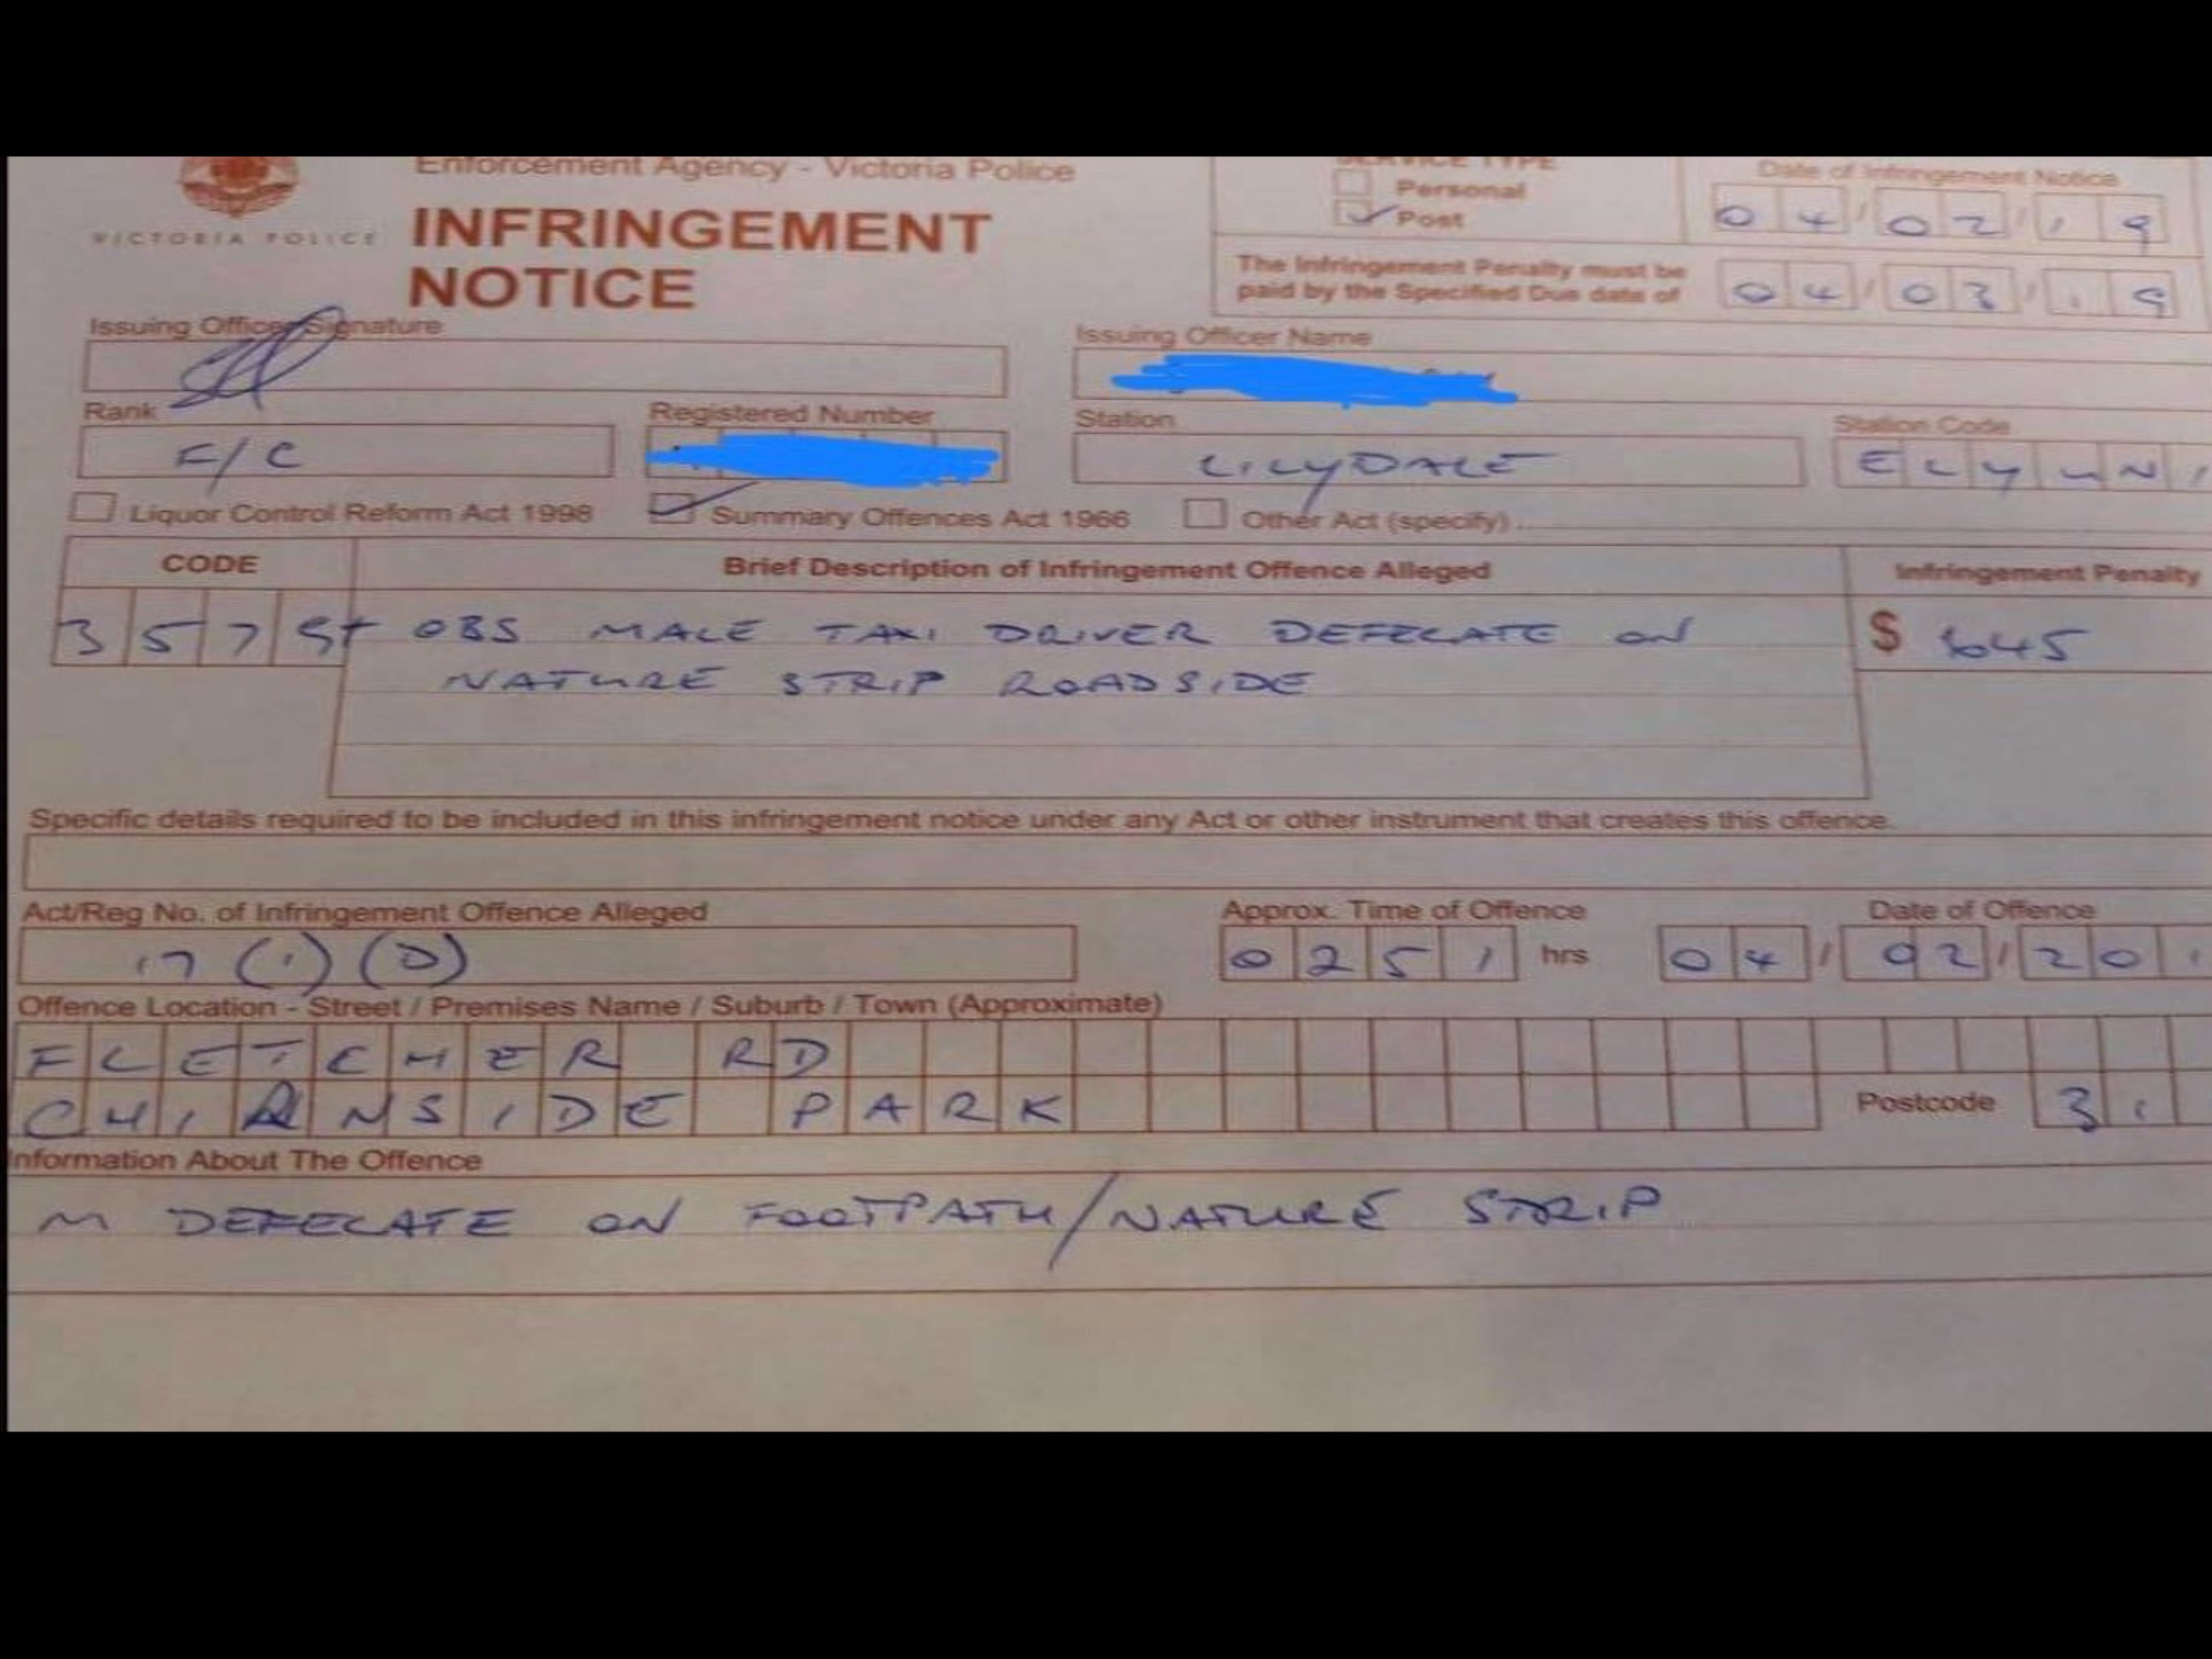 Enforcement Agency - Victoria Police
SERVICE TYPE
Date of Infringement Notice
VICTORIA POLICE
INFRINGEMENT
NOTICE
Personal
Post
04/02/19
The Infringement Penalty must be
paid by the Specified Due date of
04/03/19
Issuing Officer Signature
Issuing Officer Name
Rank
Registered Number
Station
Station Code
F/C
LILYDALE
Liquor Control Reform Act 1998
Summary Offences Act 1966
Other Act (specify)
CODE
Brief Description of Infringement Offence Alleged
Infringement Penalty
357 OBS MALE TAXI DRIVER DEFECATE ON
$ 645
NATURE STRIP ROADSIDE
Specific details required to be included in this infringement notice under any Act or other instrument that creates this offence.
Act/Reg No. of Infringement Offence Alleged
Approx. Time of Offence
Date of Offence
17 (1) (D)
0251 hrs
04/02/20
Offence Location - Street / Premises Name / Suburb / Town (Approximate)
FLETCHER RD
CHIRNSIDE PARK
Postcode 31
Information About The Offence
M DEFECATE ON FOOTPATH/NATURE STRIP